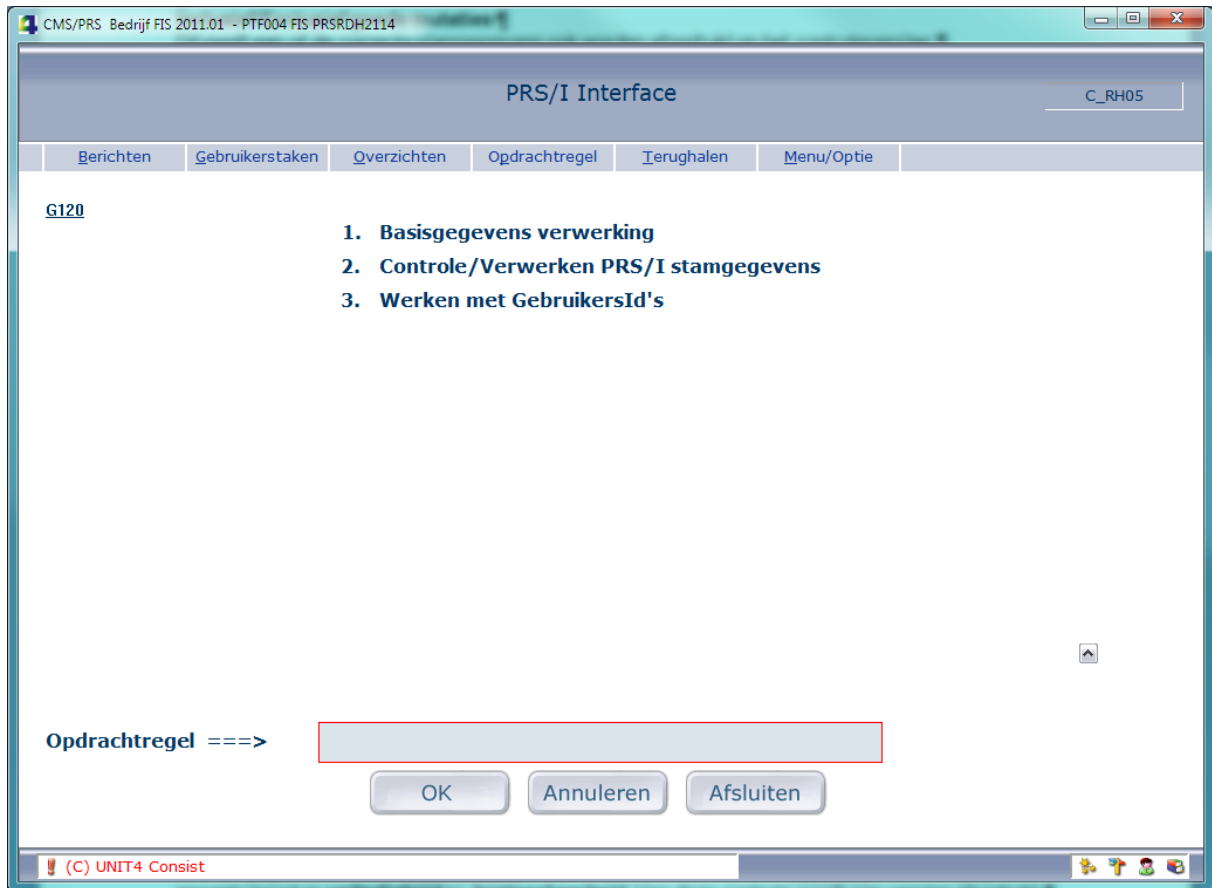 CMS/PRS Bedrijf FIS 2011.01 - PTF004 FIS PRSRDH2114
PRS/I Interface
C_RH05
Berichten Gebruikerstaken Overzichten Opdrachtregel Terughalen Menu/Optie
G120
1. Basisgegevens verwerking
2. Controle/Verwerken PRS/I stamgegevens
3. Werken met GebruikersId's
Opdrachtregel ===>
OK Annuleren Afsluiten
(C) UNIT4 Consist